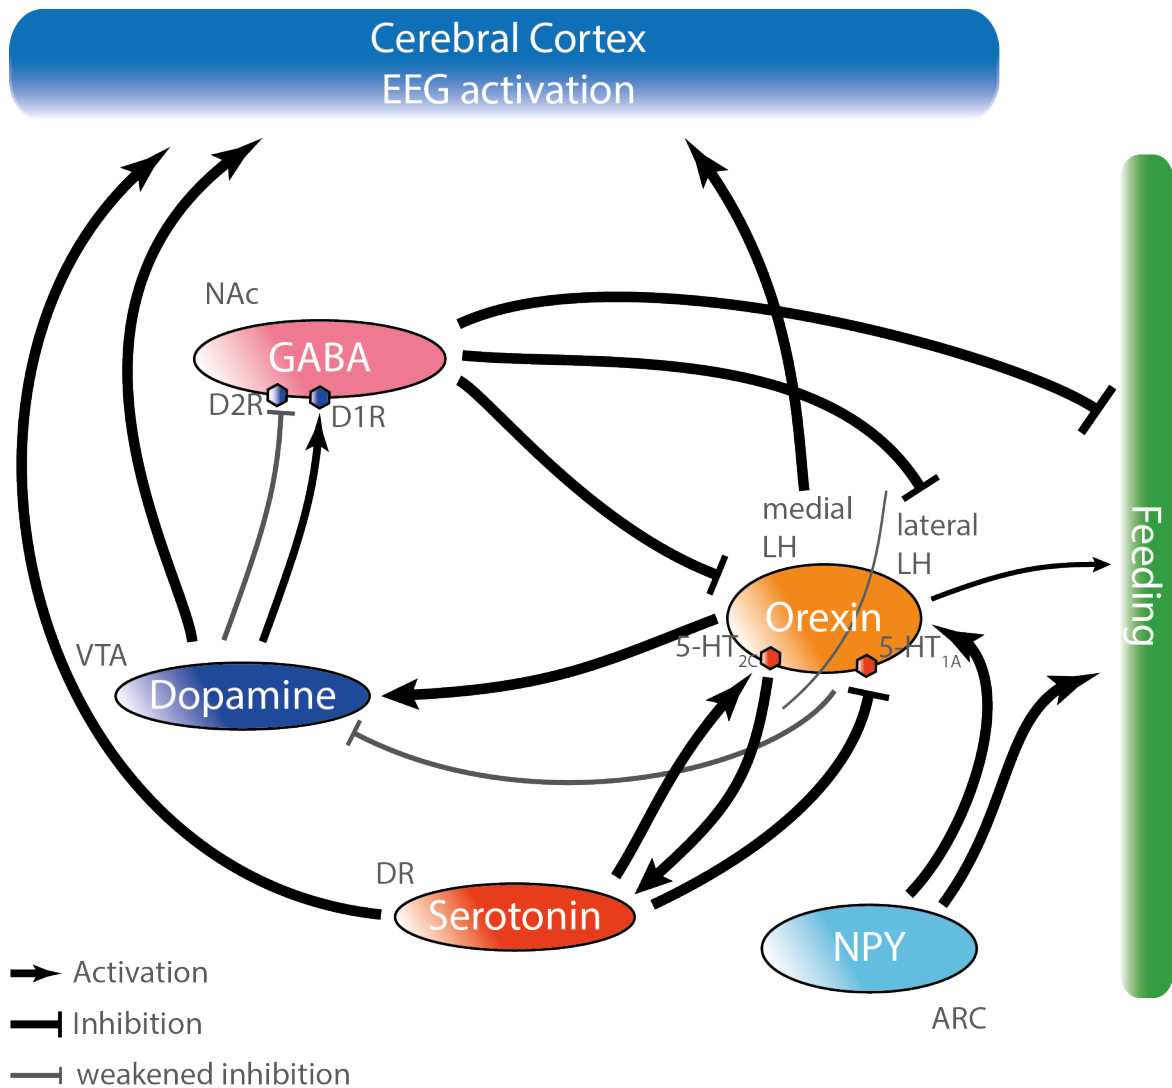 Cerebral Cortex
EEG activation
NAc
GABA
D2R
D1R
medial
LH
lateral
LH
Orexin
5-HT2C
5-HT1A
Feeding
VTA
Dopamine
DR
Serotonin
NPY
ARC
Activation
Inhibition
weakened inhibition